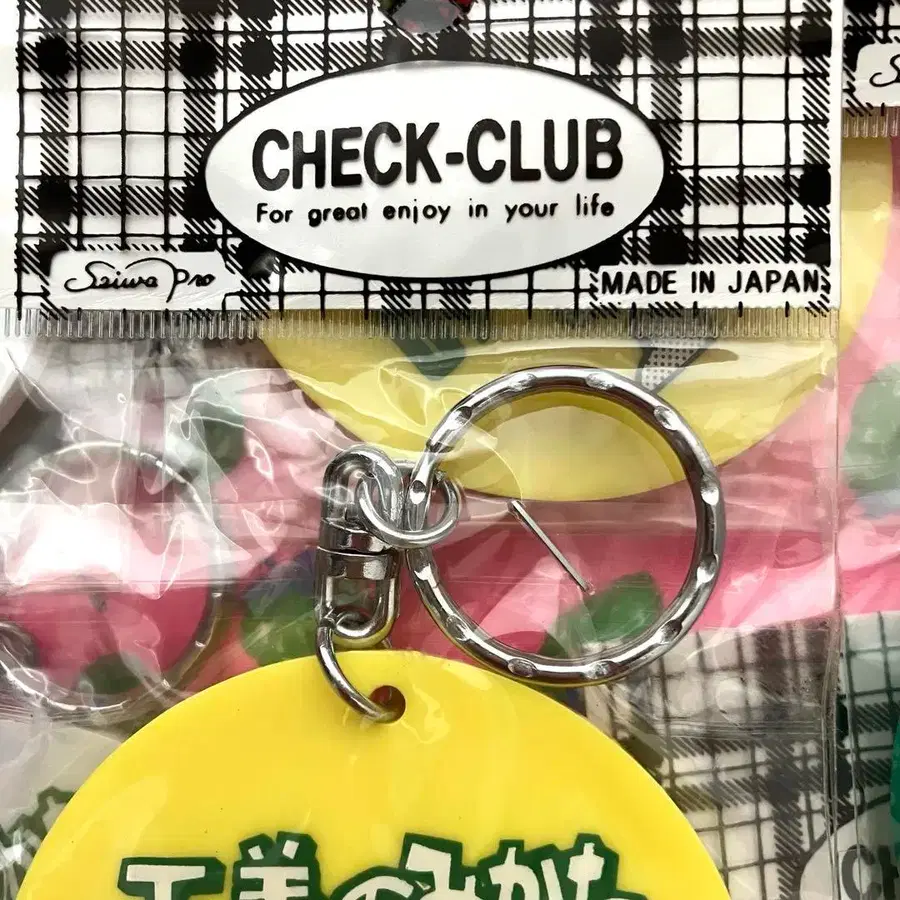 CHECK-CLUB
For great enjoy in your life
Seiwa Pro
MADE IN JAPAN